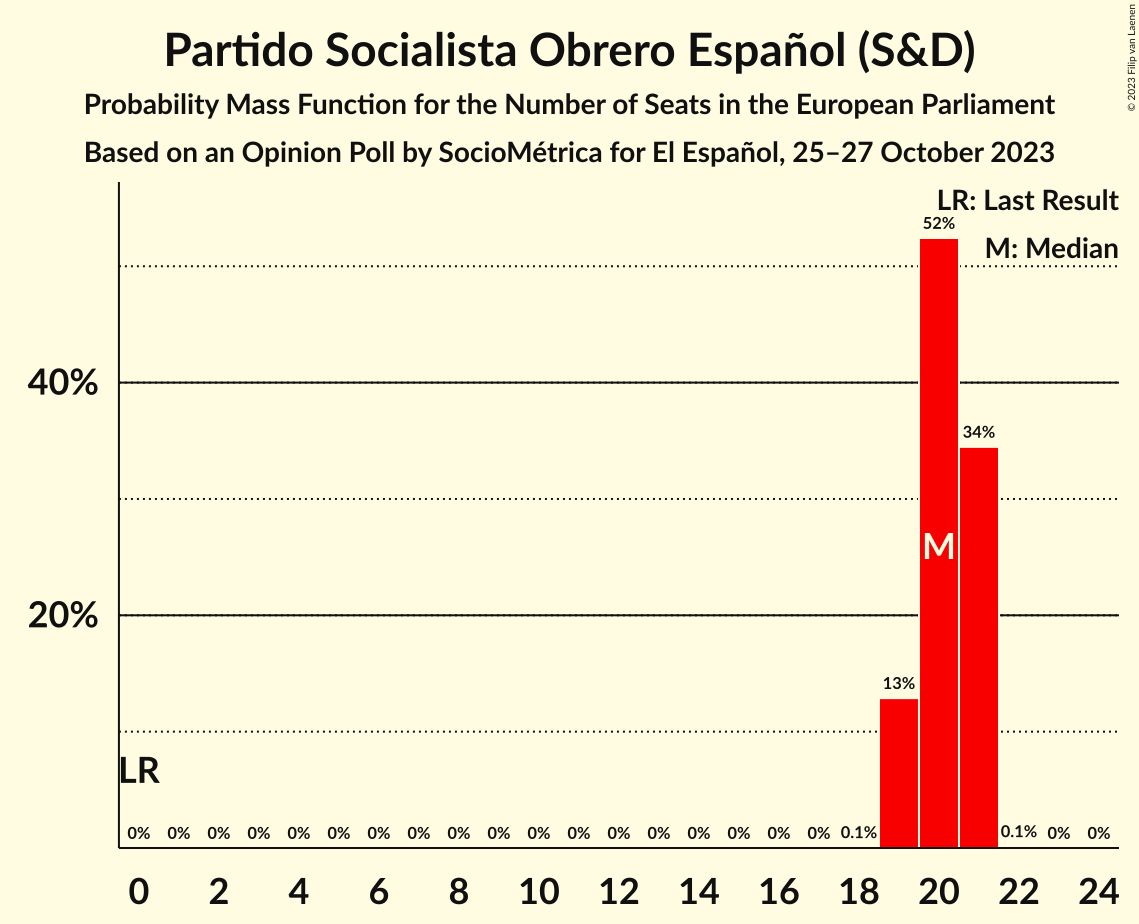 Partido Socialista Obrero Español (S&D)
Probability Mass Function for the Number of Seats in the European Parliament
Based on an Opinion Poll by SocioMétrica for El Español, 25–27 October 2023
© 2023 Filip van Laenen
LR: Last Result
M: Median
52%
40%
34%
M
20%
13%
LR
0% 0% 0% 0% 0% 0% 0% 0% 0% 0% 0% 0% 0% 0% 0% 0% 0% 0% 0.1% 0.1% 0% 0%
0 2 4 6 8 10 12 14 16 18 20 22 24